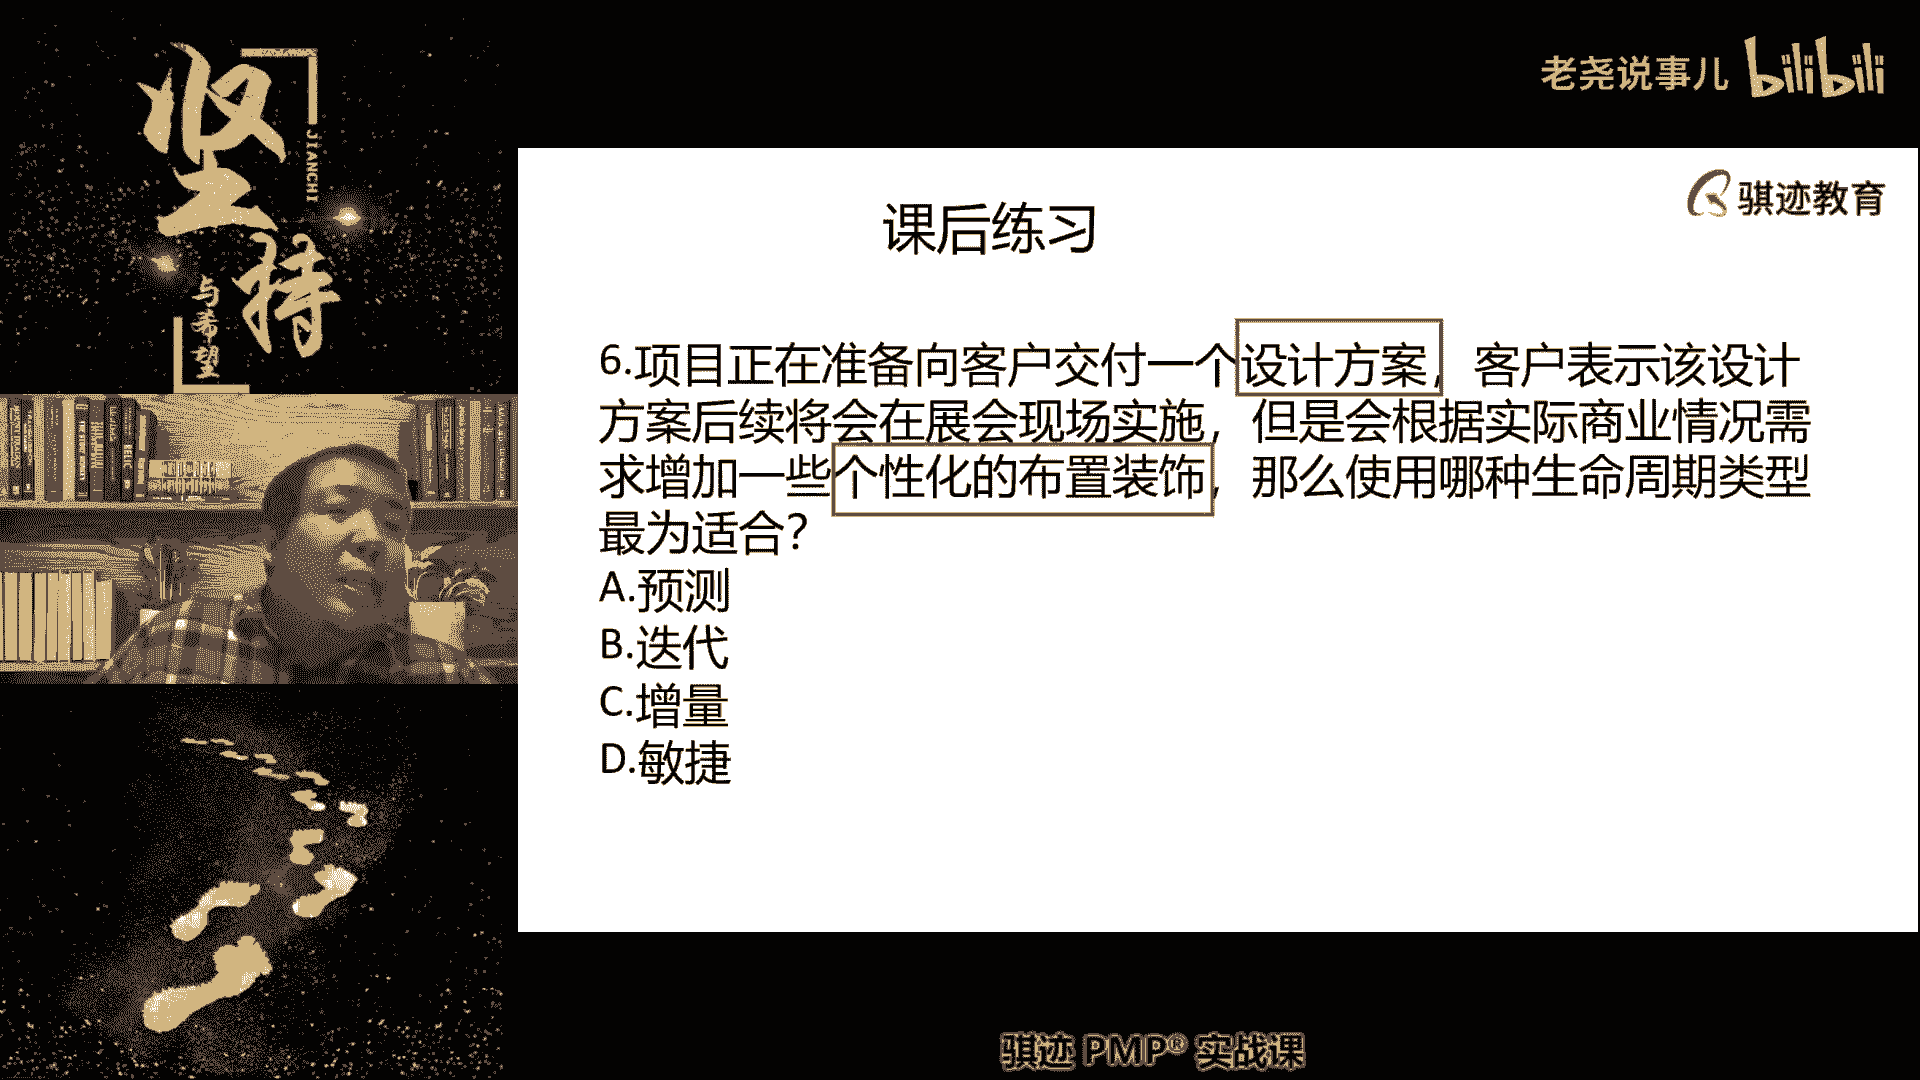 坚持
JIANCHI
与希望
老尧说事儿 bilibili
骐迹教育
课后练习
6.项目正在准备向客户交付一个设计方案，客户表示该设计
方案后续将会在展会现场实施，但是会根据实际商业情况需
求增加一些个性化的布置装饰，那么使用哪种生命周期类型
最为适合？
A.预测
B.迭代
C.增量
D.敏捷
骐迹 PMP® 实战课